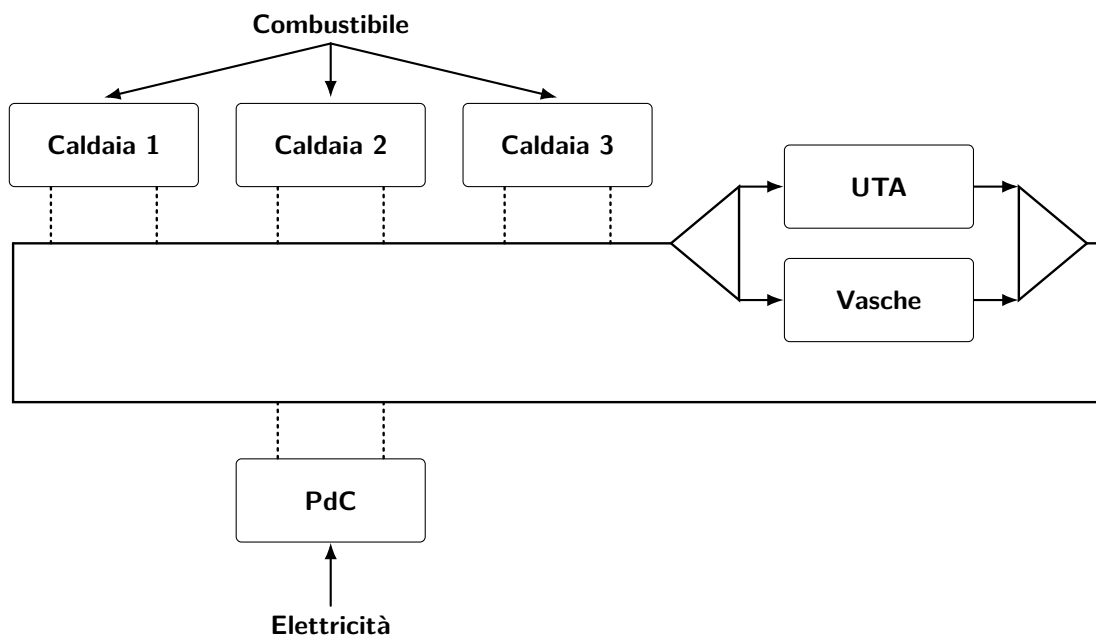 Combustibile
Caldaia 1
Caldaia 2
Caldaia 3
UTA
Vasche
PdC
Elettricità